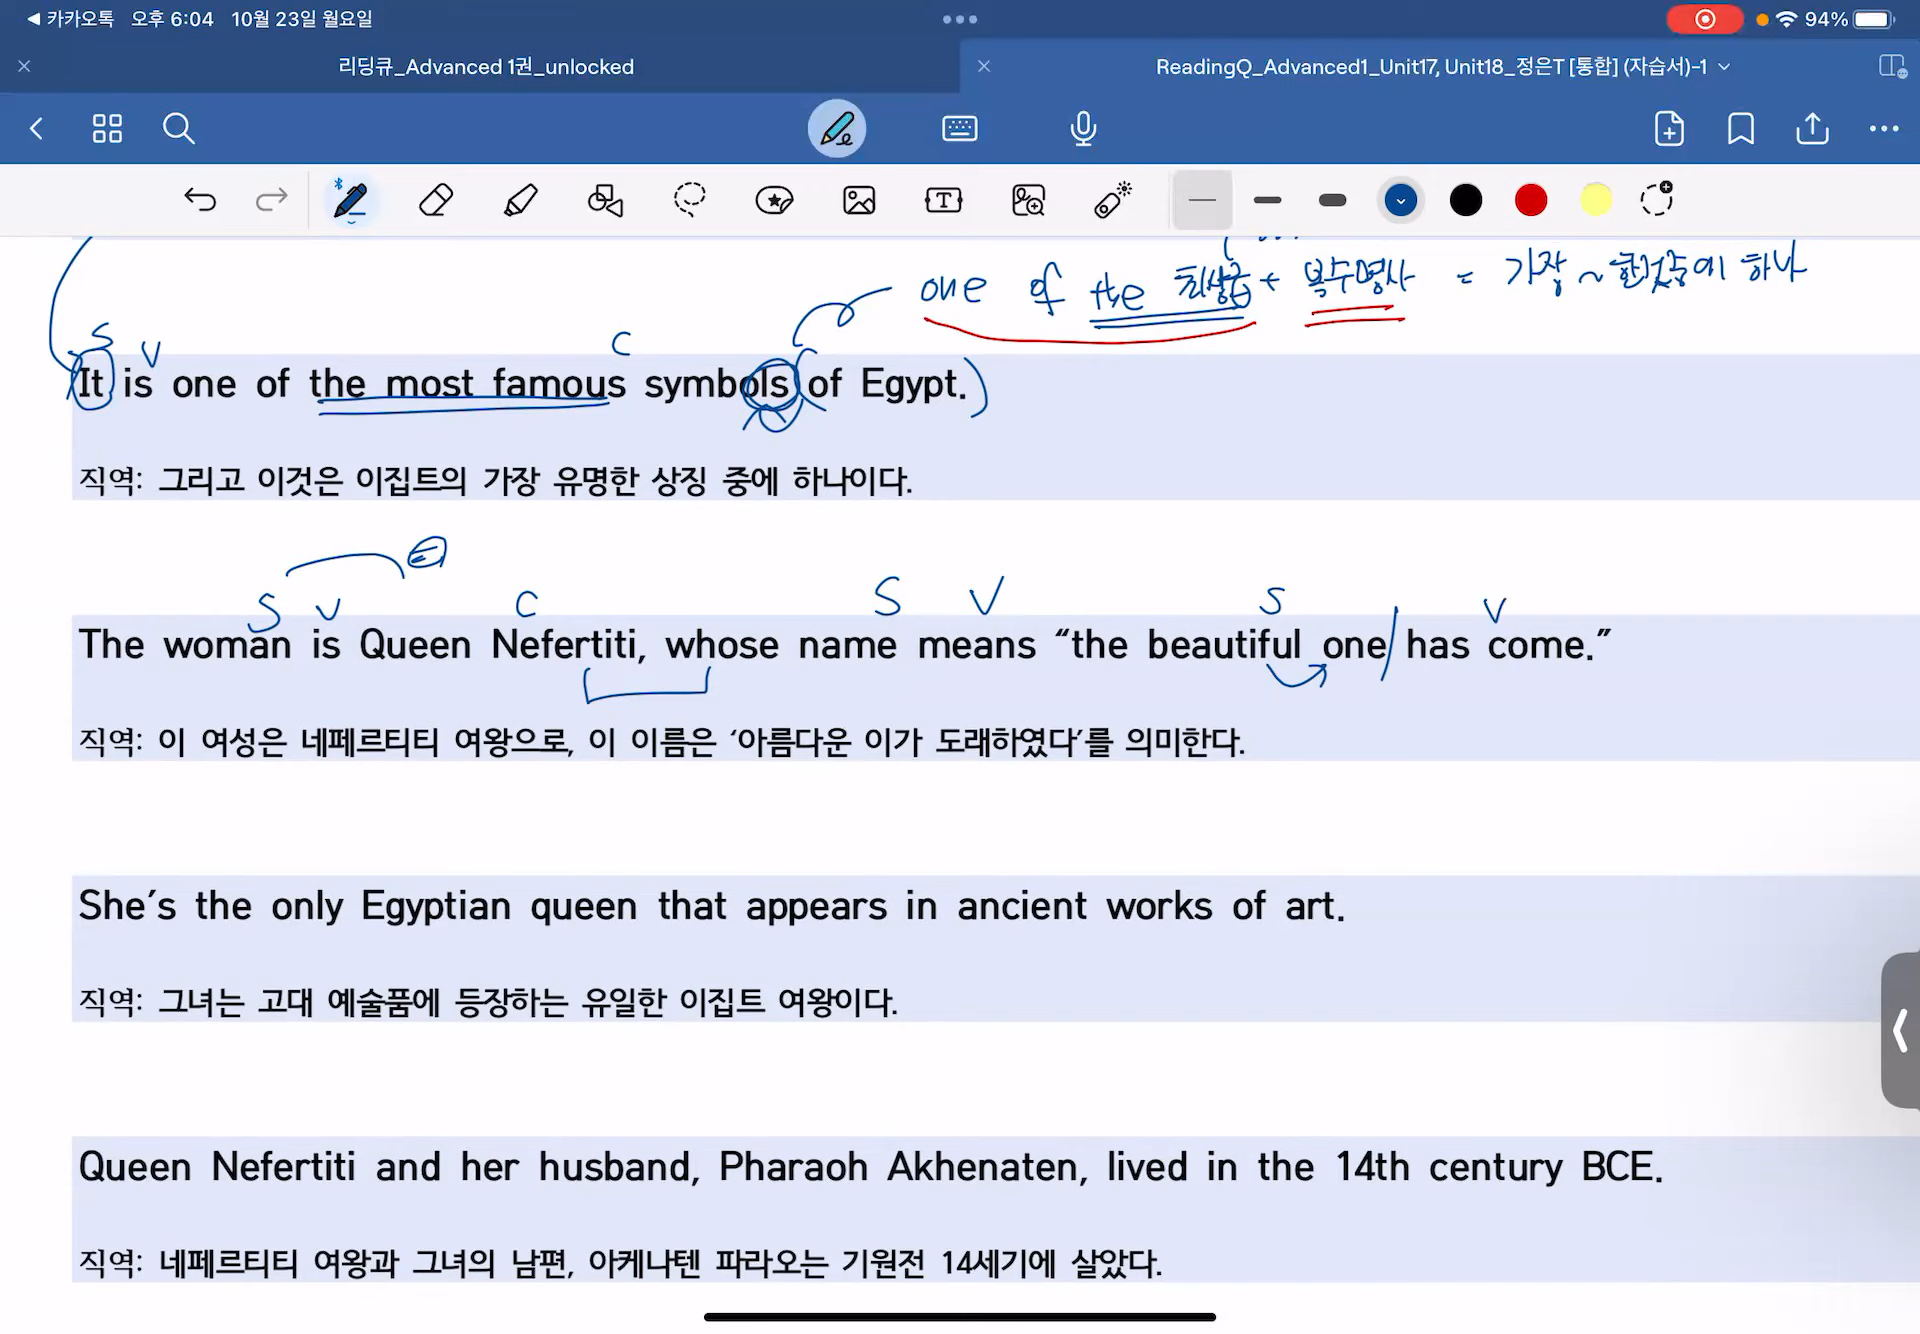 ◀ 카카오톡 오후 6:04 10월 23일 월요일
94%
리딩큐_Advanced 1권_unlocked
ReadingQ_Advanced1_Unit17, Unit18_정은T [통합] (자습서)-1
one of the 최상급 + 복수명사 = 가장 ~한것중에 하나
S V C
It is one of the most famous symbols of Egypt.)
직역: 그리고 이것은 이집트의 가장 유명한 상징 중에 하나이다.
S V C S V S V
The woman is Queen Nefertiti, whose name means “the beautiful one/ has come.”
직역: 이 여성은 네페르티티 여왕으로, 이 이름은 ‘아름다운 이가 도래하였다’를 의미한다.
She’s the only Egyptian queen that appears in ancient works of art.
직역: 그녀는 고대 예술품에 등장하는 유일한 이집트 여왕이다.
Queen Nefertiti and her husband, Pharaoh Akhenaten, lived in the 14th century BCE.
직역: 네페르티티 여왕과 그녀의 남편, 아케나텐 파라오는 기원전 14세기에 살았다.